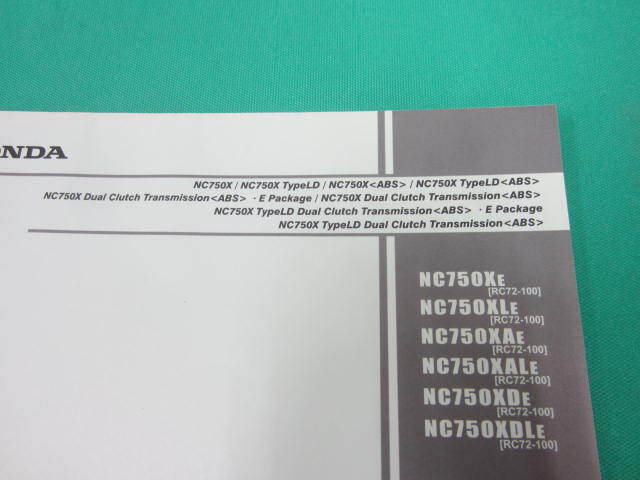 ONDA
NC750X / NC750X TypeLD / NC750X<ABS> / NC750X TypeLD<ABS>
NC750X Dual Clutch Transmission<ABS> ・E Package / NC750X Dual Clutch Transmission<ABS>
NC750X TypeLD Dual Clutch Transmission<ABS> ・E Package
NC750X TypeLD Dual Clutch Transmission<ABS>
NC750XE
[RC72-100]
NC750XLE
[RC72-100]
NC750XAE
[RC72-100]
NC750XALE
[RC72-100]
NC750XDE
[RC72-100]
NC750XDLE
[RC72-100]